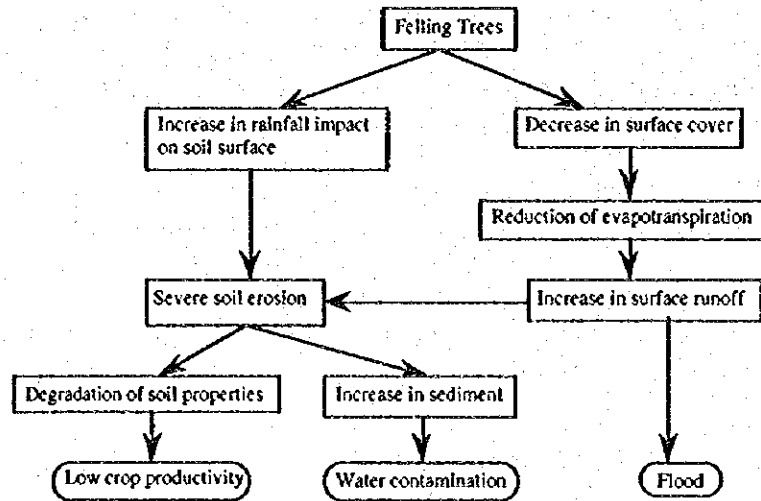 Felling Trees
Increase in rainfall impact
on soil surface
Decrease in surface cover
Reduction of evapotranspiration
Severe soil erosion
Increase in surface runoff
Degradation of soil properties
Increase in sediment
Low crop productivity
Water contamination
Flood